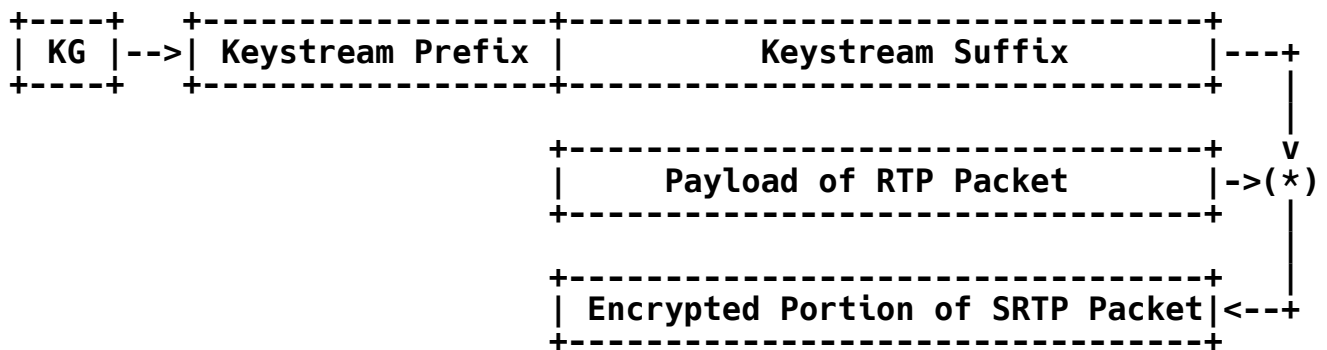 +----+   +------------------+---------------------------------+
| KG |-->| Keystream Prefix |          Keystream Suffix       |---+
+----+   +------------------+---------------------------------+   |
                                                                  |
                            +---------------------------------+   v
                            |     Payload of RTP Packet       |->(*)
                            +---------------------------------+   |
                                                                  |
                            +---------------------------------+   |
                            | Encrypted Portion of SRTP Packet|<--+
                            +---------------------------------+